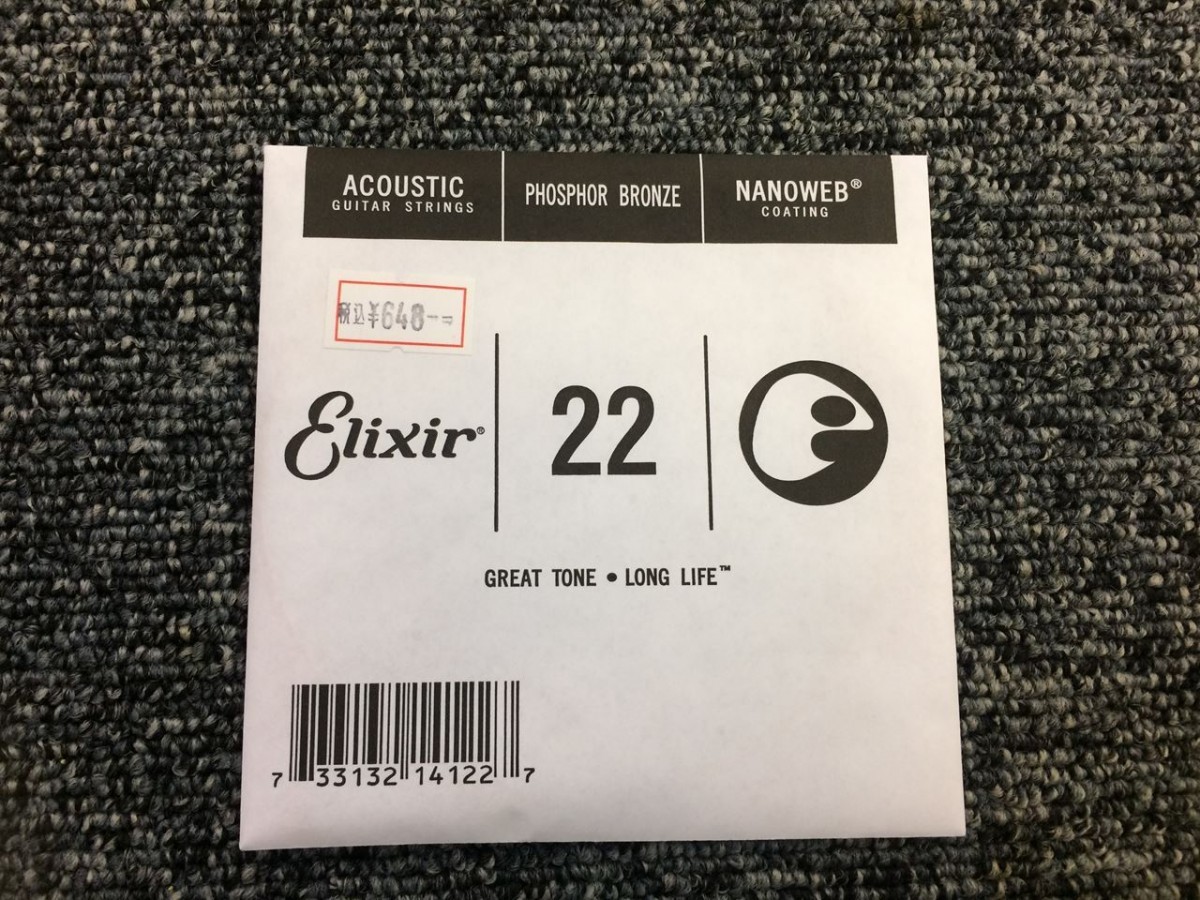 ACOUSTIC
GUITAR STRINGS
PHOSPHOR BRONZE
NANOWEB®
COATING
税込¥648--
Elixir®
22
GREAT TONE • LONG LIFE™
7 33132 14122 7